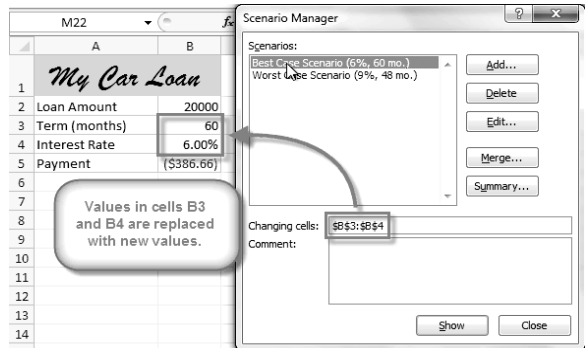 M22
fx
A
B
1
My Car Loan
2 Loan Amount 20000
3 Term (months) 60
4 Interest Rate 6.00%
5 Payment ($386.66)
6
7
8
9
10
11
12
13
14
Values in cells B3
and B4 are replaced
with new values.
Scenario Manager
?
Scenarios:
Best Case Scenario (6%, 60 mo.)
Worst Case Scenario (9%, 48 mo.)
Add...
Delete
Edit...
Merge...
Summary...
Changing cells: $B$3:$B$4
Comment:
Show
Close